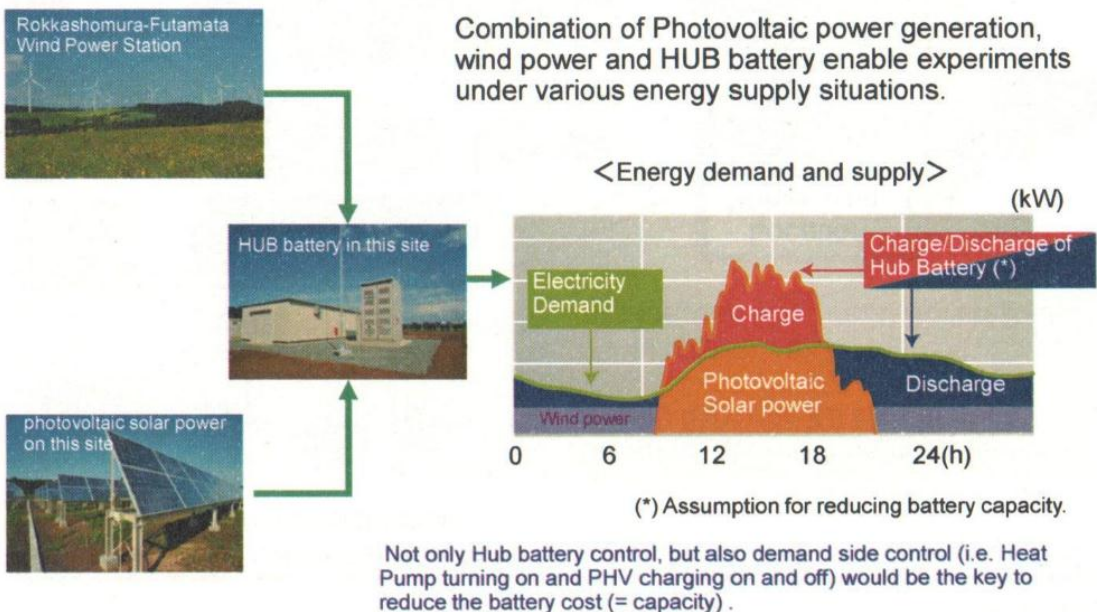 Rokkashomura-Futamata
Wind Power Station
Combination of Photovoltaic power generation,
wind power and HUB battery enable experiments
under various energy supply situations.
<Energy demand and supply>
(kW)
HUB battery in this site
Electricity
Demand
Charge/Discharge of
Hub Battery (*)
Charge
Photovoltaic
Solar power
Discharge
Wind power
photovoltaic solar power
on this site
0 6 12 18 24(h)
(*) Assumption for reducing battery capacity.
Not only Hub battery control, but also demand side control (i.e. Heat
Pump turning on and PHV charging on and off) would be the key to
reduce the battery cost (= capacity) .